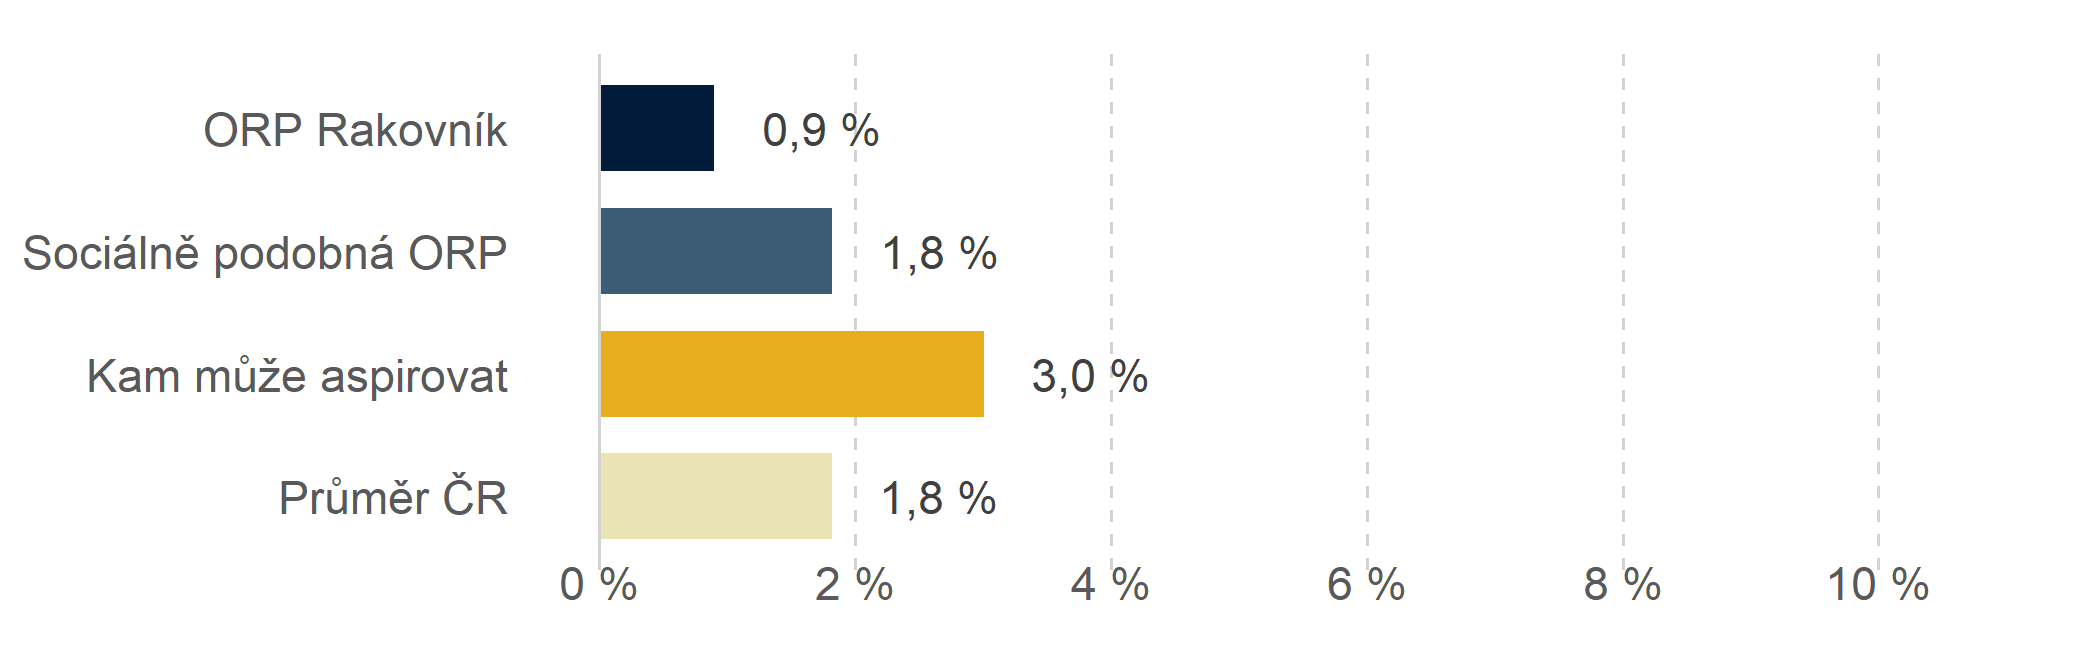 ORP Rakovník 0,9 %
Sociálně podobná ORP 1,8 %
Kam může aspirovat 3,0 %
Průměr ČR 1,8 %
0 % 2 % 4 % 6 % 8 % 10 %